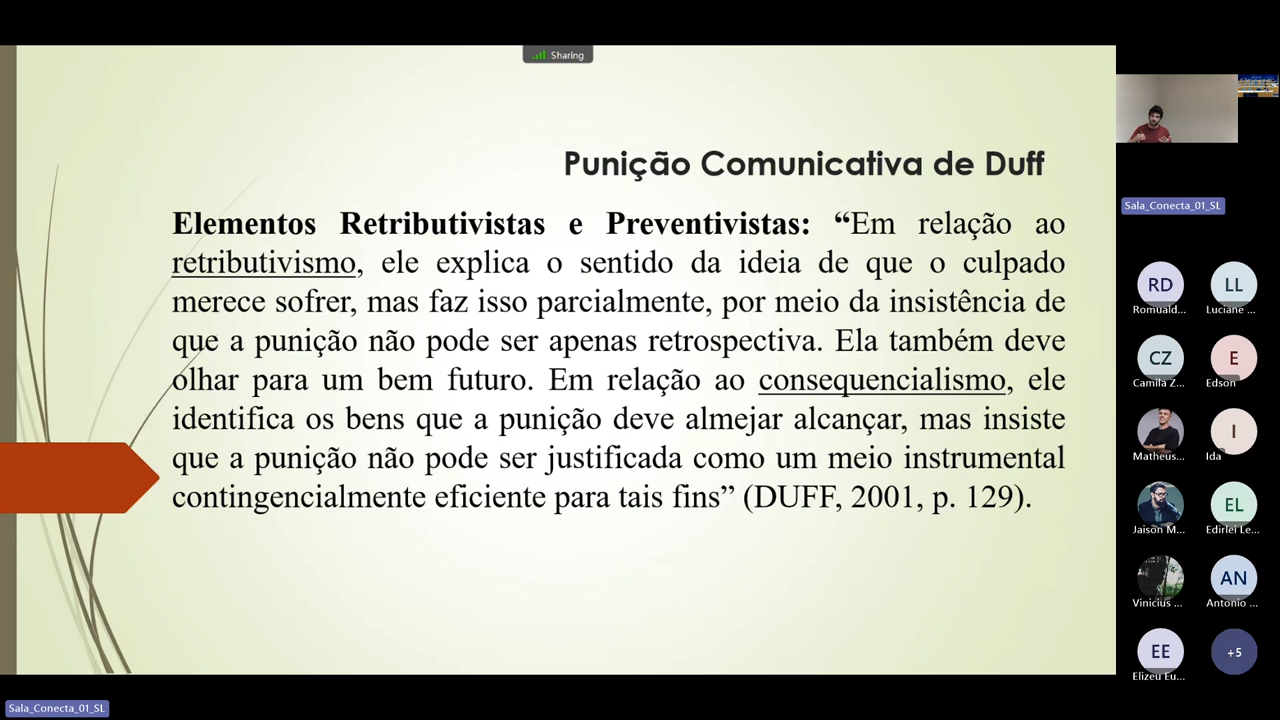 Sharing
Punição Comunicativa de Duff
Elementos Retributivistas e Preventivistas: “Em relação ao
retributivismo, ele explica o sentido da ideia de que o culpado
merece sofrer, mas faz isso parcialmente, por meio da insistência de
que a punição não pode ser apenas retrospectiva. Ela também deve
olhar para um bem futuro. Em relação ao consequencialismo, ele
identifica os bens que a punição deve almejar alcançar, mas insiste
que a punição não pode ser justificada como um meio instrumental
contingencialmente eficiente para tais fins” (DUFF, 2001, p. 129).
Sala_Conecta_01_SL
RD LL
Romuald... Luciane ...
CZ E
Camila Z... Edson
I
Matheus... Ida
EL
Jaison M... Edirlei Le...
AN
Vinicius ... Antonio ...
EE +5
Elizeu Eu...
Sala_Conecta_01_SL